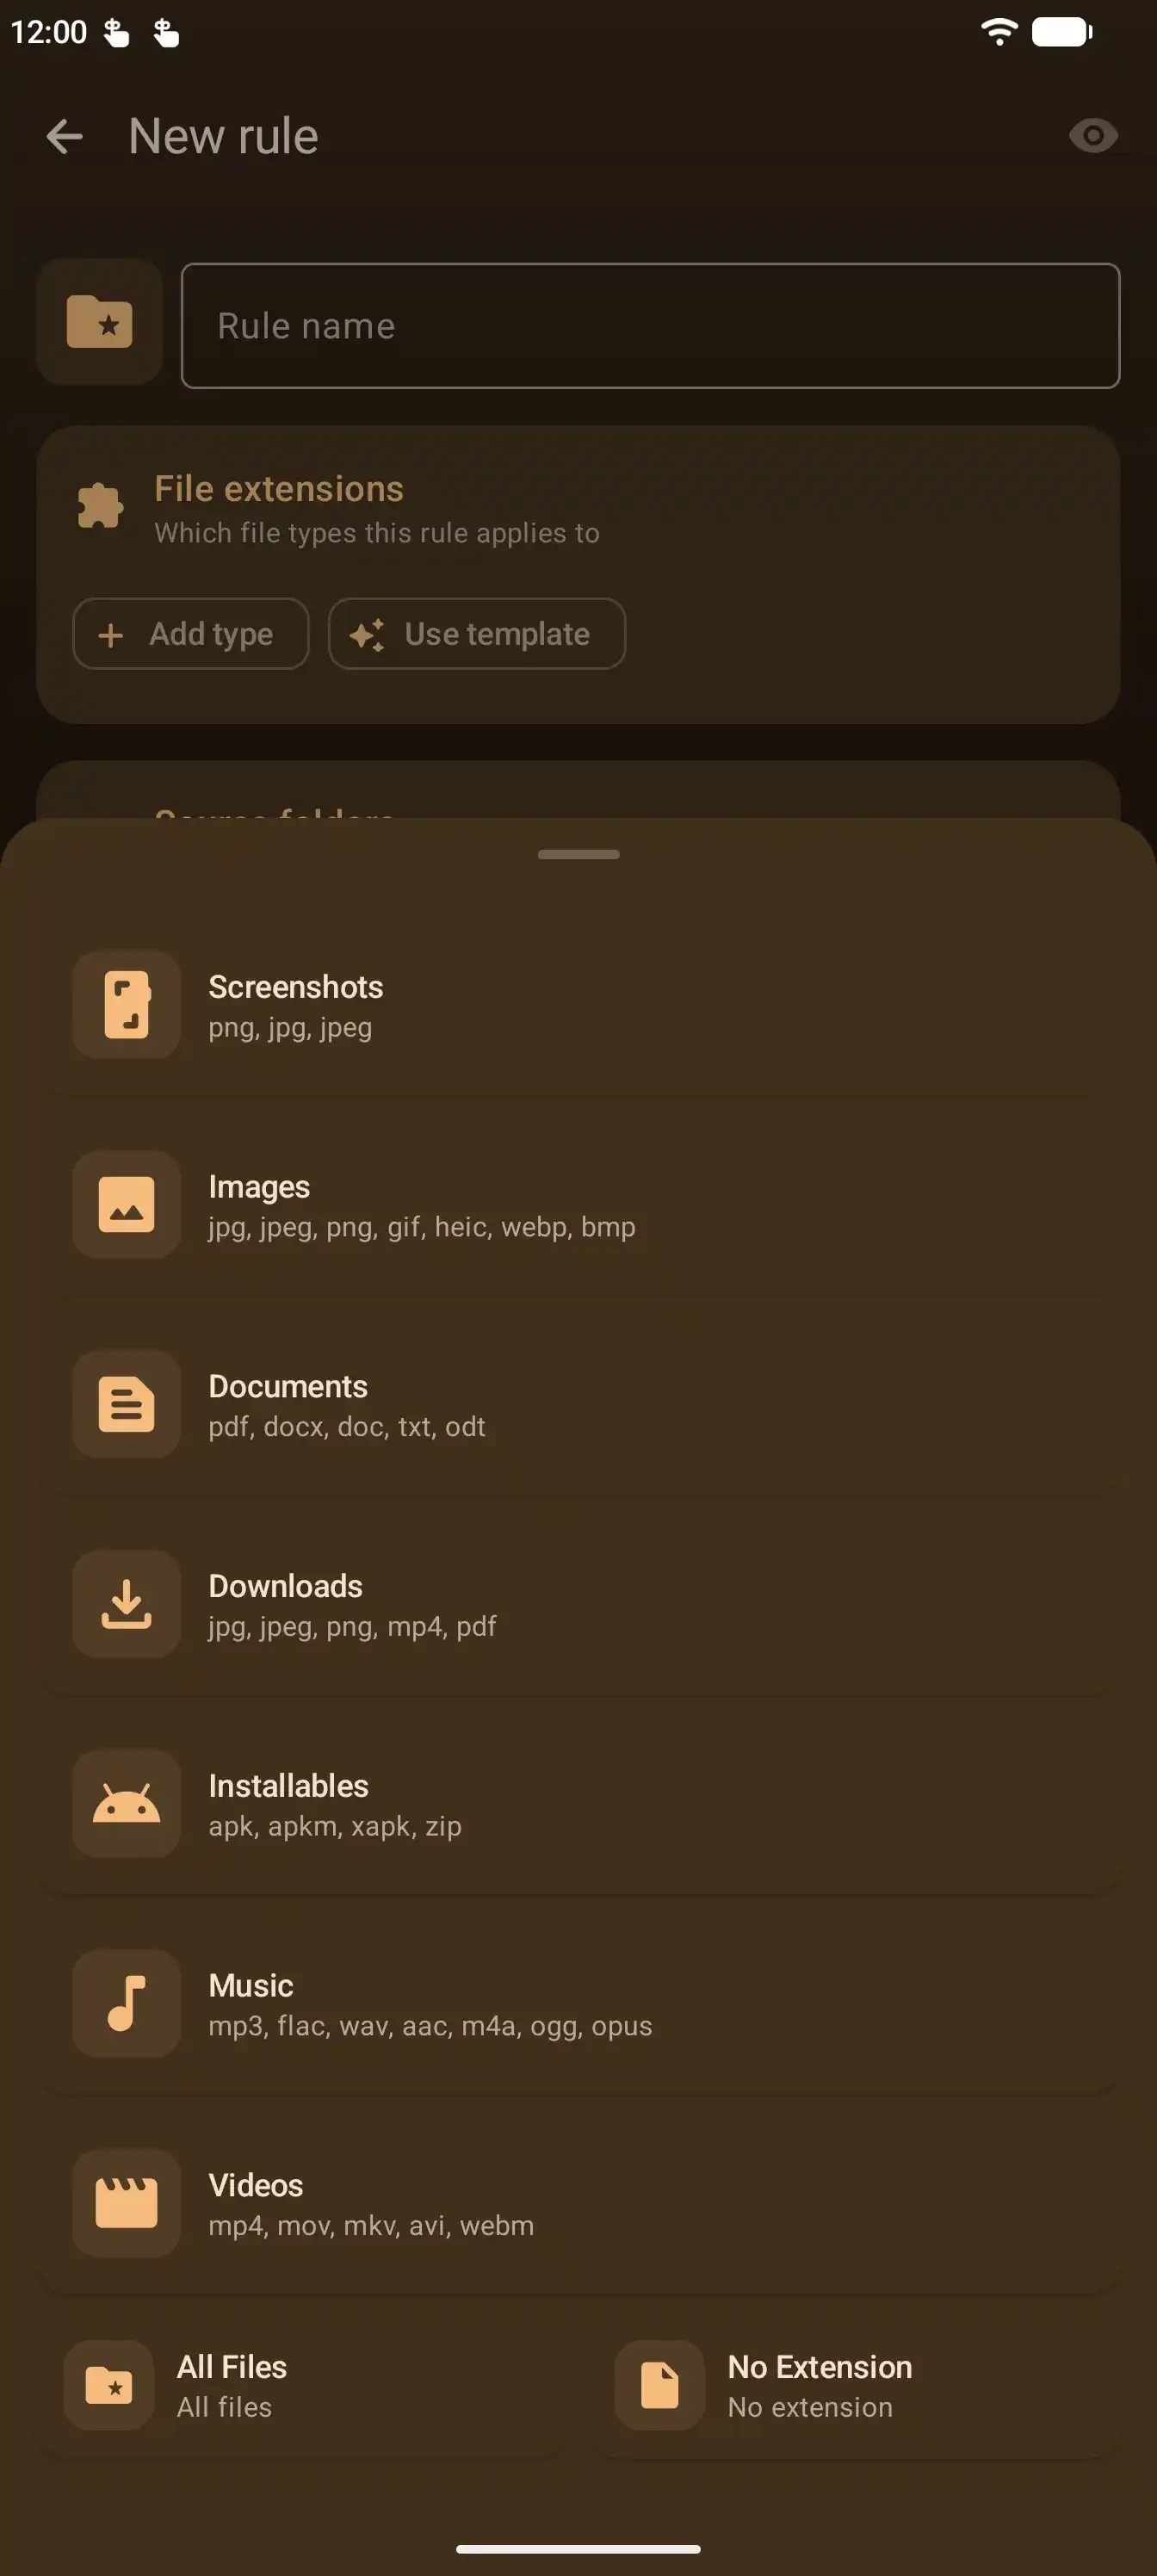 12:00
New rule
Rule name
File extensions
Which file types this rule applies to
Add type
Use template
Source folders
Screenshots
png, jpg, jpeg
Images
jpg, jpeg, png, gif, heic, webp, bmp
Documents
pdf, docx, doc, txt, odt
Downloads
jpg, jpeg, png, mp4, pdf
Installables
apk, apkm, xapk, zip
Music
mp3, flac, wav, aac, m4a, ogg, opus
Videos
mp4, mov, mkv, avi, webm
All Files
All files
No Extension
No extension